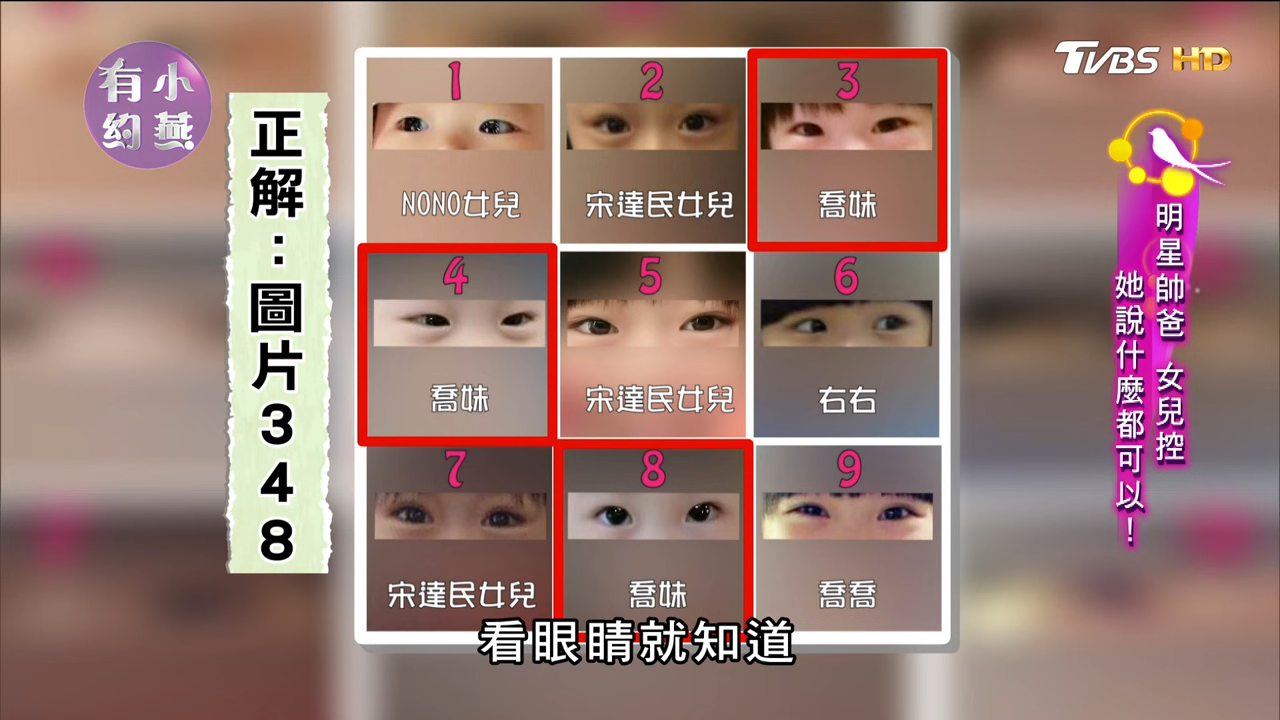 小燕
有約
TVBS HD
正解：圖片348
1
NONO女兒
2
宋達民女兒
3
喬妹
4
喬妹
5
宋達民女兒
6
右右
7
宋達民女兒
8
喬妹
9
喬喬
明星帥爸 女兒控
她說什麼都可以！
看眼睛就知道